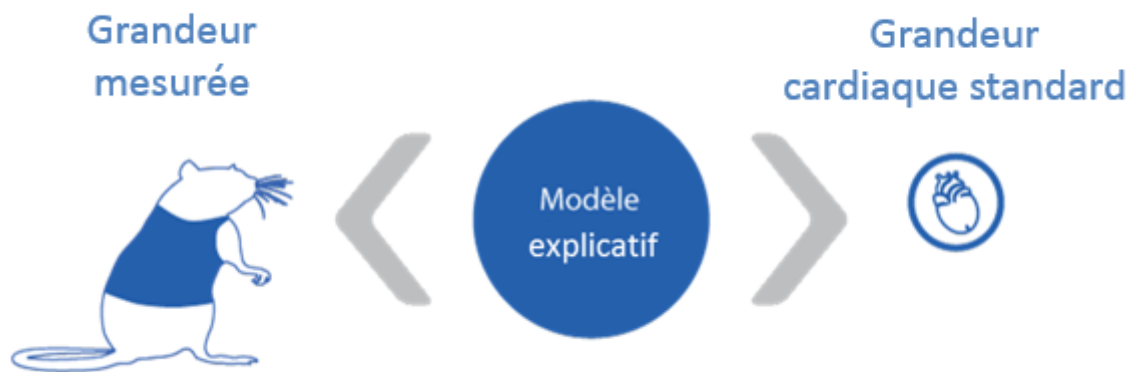 Grandeur
mesurée
Grandeur
cardiaque standard
Modèle
explicatif